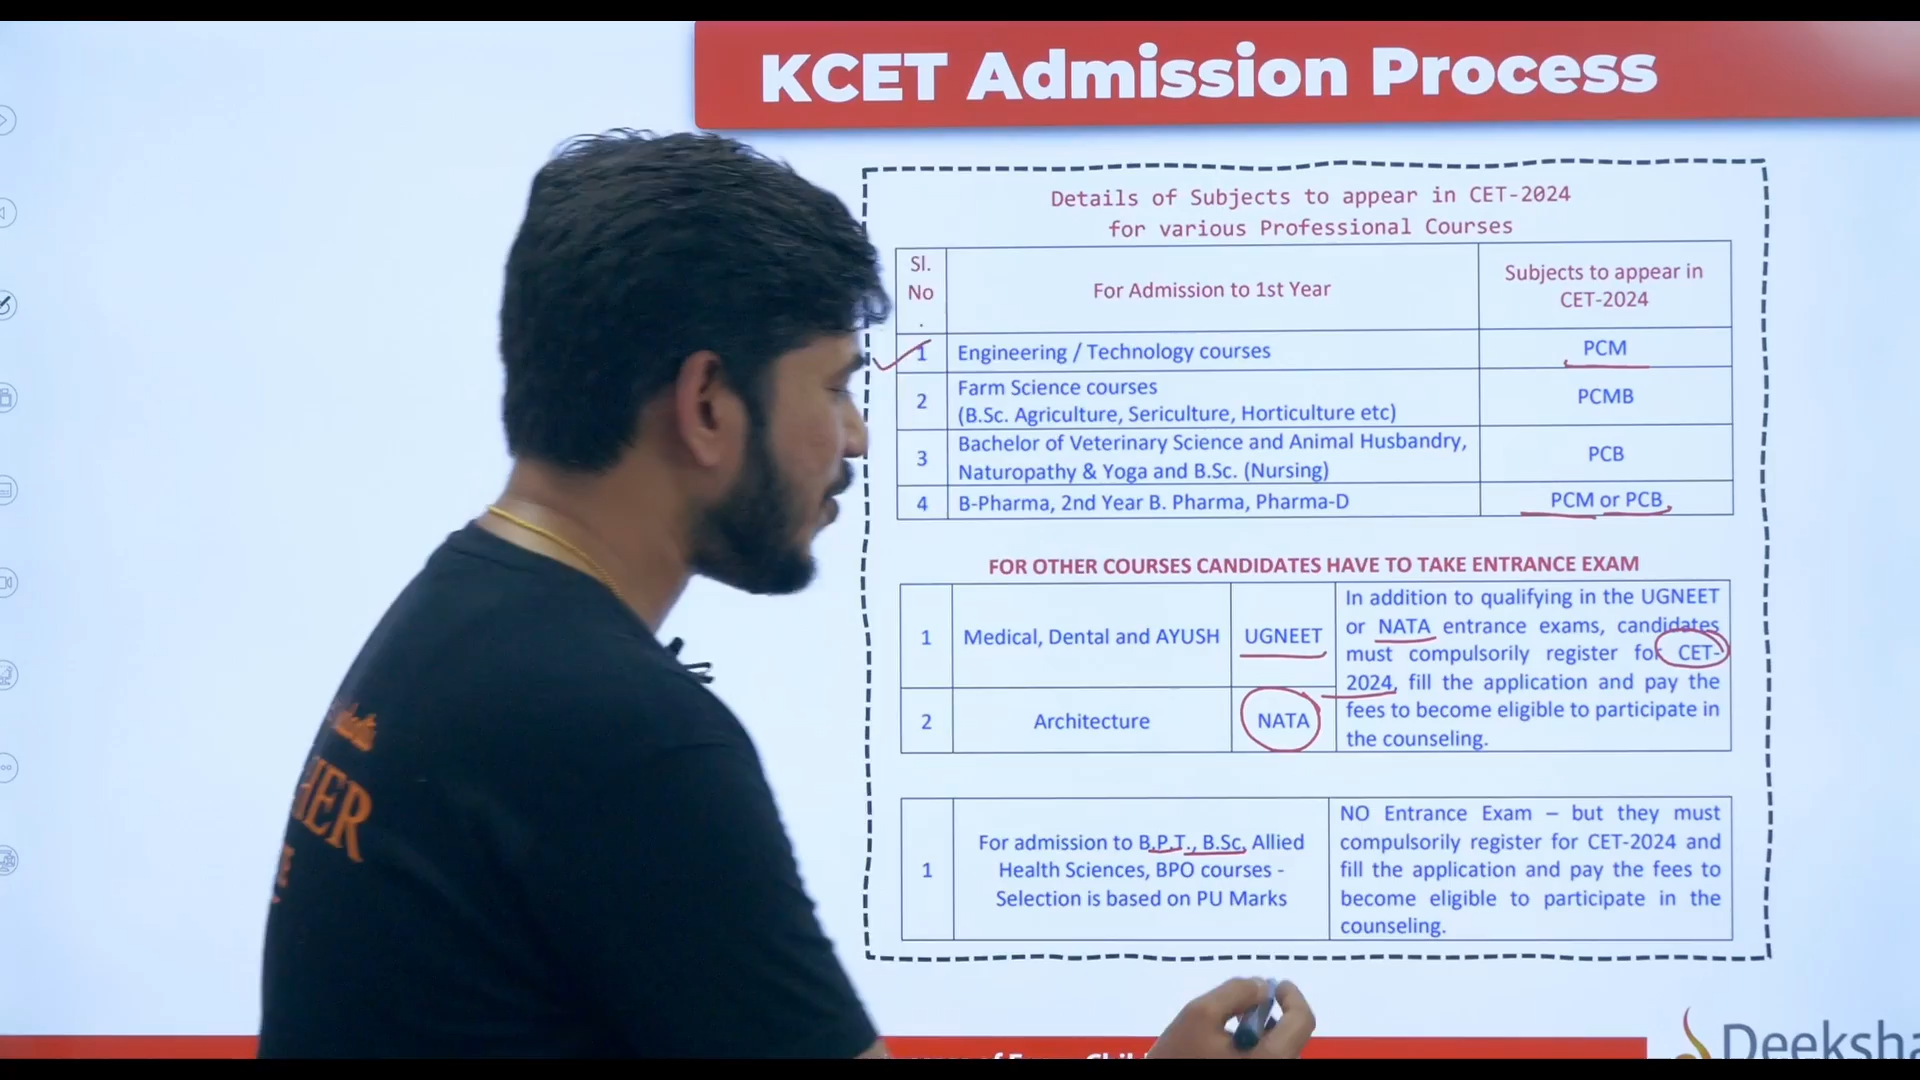 KCET Admission Process
Details of Subjects to appear in CET-2024
for various Professional Courses
Sl.
No
.
For Admission to 1st Year
Subjects to appear in
CET-2024
1
Engineering / Technology courses
PCM
2
Farm Science courses
(B.Sc. Agriculture, Sericulture, Horticulture etc)
PCMB
3
Bachelor of Veterinary Science and Animal Husbandry,
Naturopathy & Yoga and B.Sc. (Nursing)
PCB
4
B-Pharma, 2nd Year B. Pharma, Pharma-D
PCM or PCB
FOR OTHER COURSES CANDIDATES HAVE TO TAKE ENTRANCE EXAM
1
Medical, Dental and AYUSH
UGNEET
2
Architecture
NATA
In addition to qualifying in the UGNEET
or NATA entrance exams, candidates
must compulsorily register for CET-
2024, fill the application and pay the
fees to become eligible to participate in
the counseling.
1
For admission to B.P.T., B.Sc, Allied
Health Sciences, BPO courses -
Selection is based on PU Marks
NO Entrance Exam – but they must
compulsorily register for CET-2024 and
fill the application and pay the fees to
become eligible to participate in the
counseling.
Deeksha